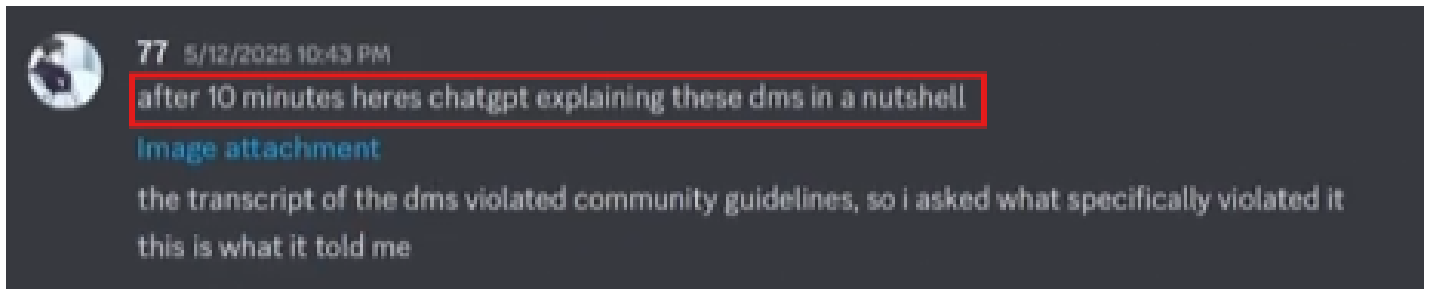 77 5/12/2025 10:43 PM
after 10 minutes heres chatgpt explaining these dms in a nutshell
Image attachment
the transcript of the dms violated community guidelines, so i asked what specifically violated it
this is what it told me